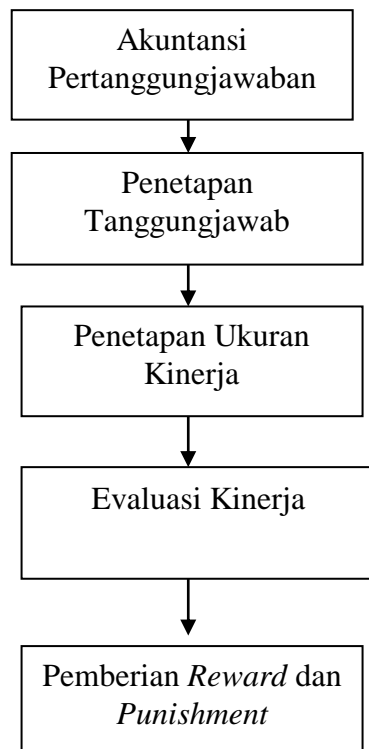 Akuntansi
Pertanggungjawaban
Penetapan
Tanggungjawab
Penetapan Ukuran
Kinerja
Evaluasi Kinerja
Pemberian Reward dan
Punishment